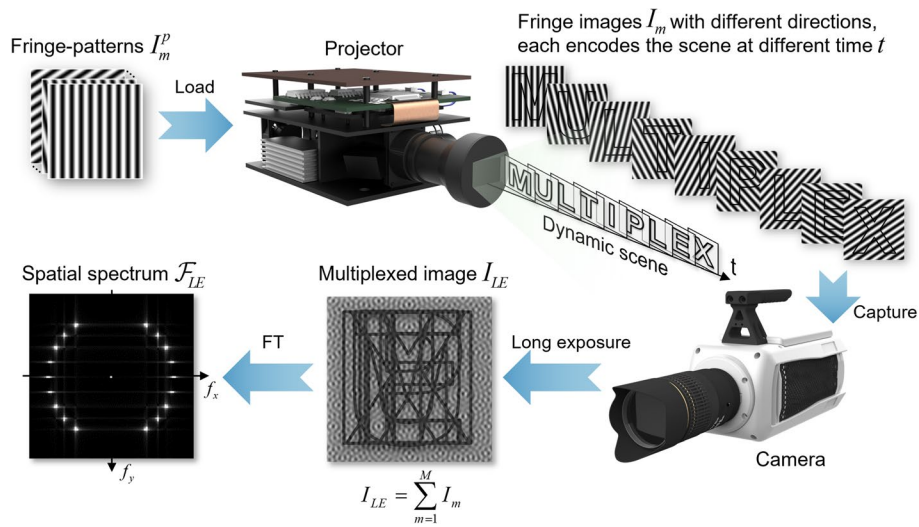 Fringe-patterns I_m^p
Load
Projector
Fringe images I_m with different directions,
each encodes the scene at different time t
M U L T I P L E X
MULTIPLEX
Dynamic scene
t
Capture
Camera
Long exposure
Multiplexed image I_{LE}
I_{LE} = \sum_{m=1}^{M} I_m
FT
Spatial spectrum \mathcal{F}_{LE}
f_x
f_y